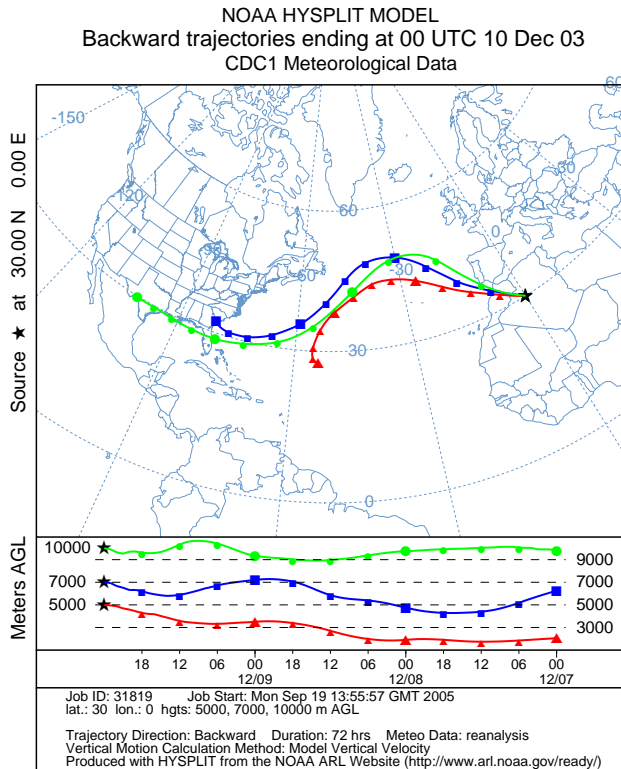 NOAA HYSPLIT MODEL
Backward trajectories ending at 00 UTC 10 Dec 03
CDC1 Meteorological Data
Source ★ at 30.00 N 0.00 E
-150
-120
-90
-60
-30
0
30
60
60
30
0
Meters AGL
10000
7000
5000
9000
7000
5000
3000
18 12 06 00 18 12 06 00 18 12 06 00
12/09 12/08 12/07
Job ID: 31819 Job Start: Mon Sep 19 13:55:57 GMT 2005
lat.: 30 lon.: 0 hgts: 5000, 7000, 10000 m AGL
Trajectory Direction: Backward Duration: 72 hrs Meteo Data: reanalysis
Vertical Motion Calculation Method: Model Vertical Velocity
Produced with HYSPLIT from the NOAA ARL Website (http://www.arl.noaa.gov/ready/)